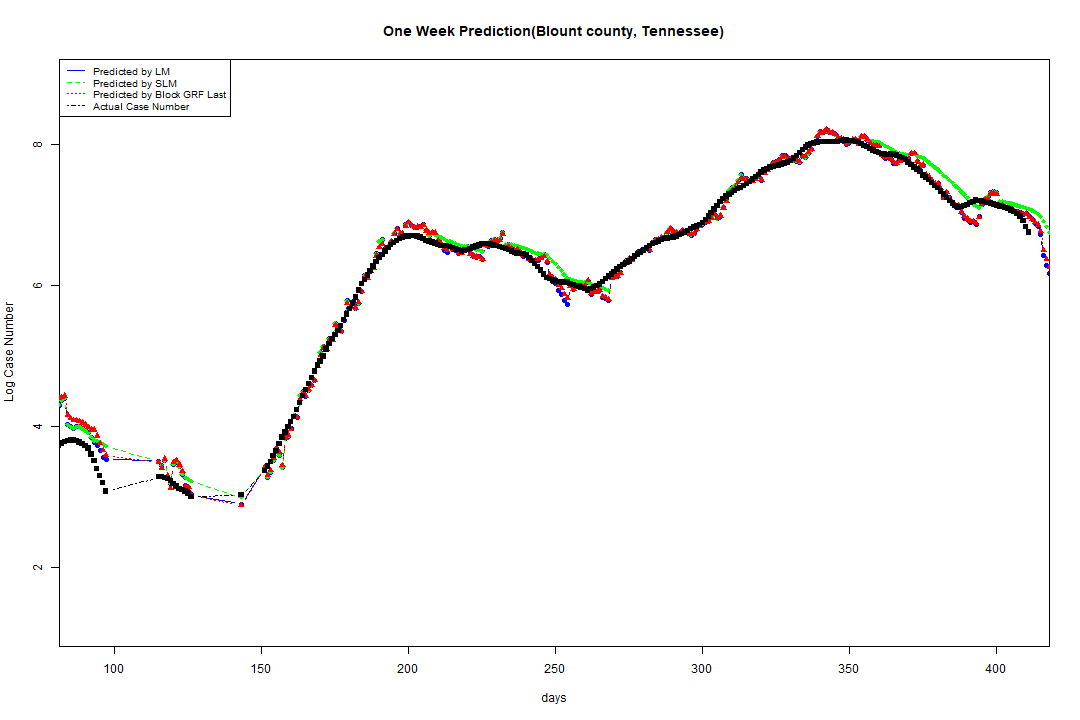 One Week Prediction(Blount county, Tennessee)
Predicted by LM
Predicted by SLM
Predicted by Block GRF Last
Actual Case Number
8
6
4
2
Log Case Number
100 150 200 250 300 350 400
days